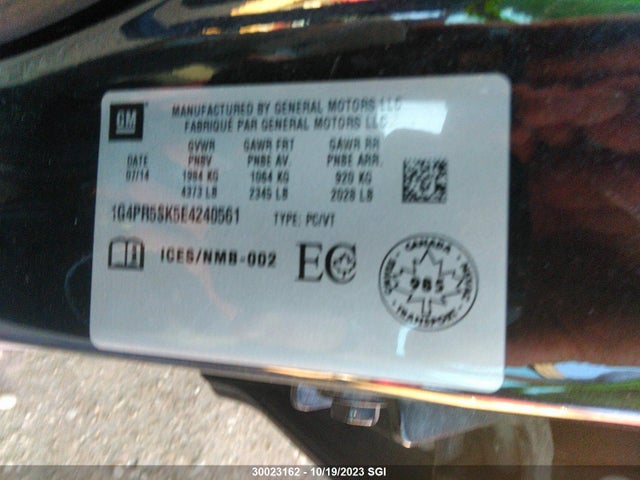 GM
MANUFACTURED BY GENERAL MOTORS LLC
FABRIQUÉ PAR GENERAL MOTORS LLC
GVWR GAWR FRT GAWR RR
DATE PNBV PNBE AV. PNBE ARR.
07/14 1984 KG 1064 KG 920 KG
4373 LB 2345 LB 2028 LB
1G4PR5SK5E4240561 TYPE: PC/VT
ICES/NMB-002 EC
CANADA
985
TRANSPORT
30023162 - 10/19/2023 SGI